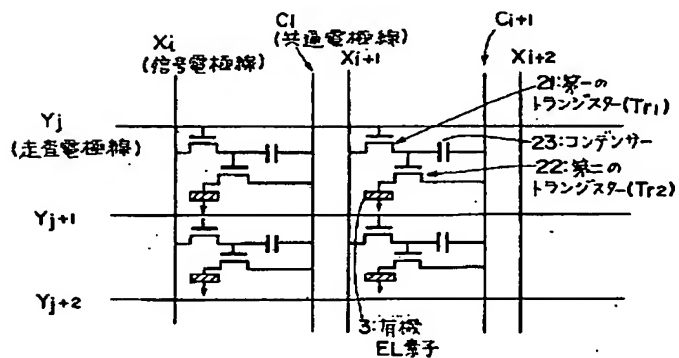 Xi
(信号電極線)
Ci
(共通電極線)
Xi+1
Ci+1
Xi+2
21:第一の
トランジスター(Tr1)
Yj
(走査電極線)
23:コンデンサー
22:第二の
トランジスター(Tr2)
Yj+1
Yj+2
3:有機
EL素子